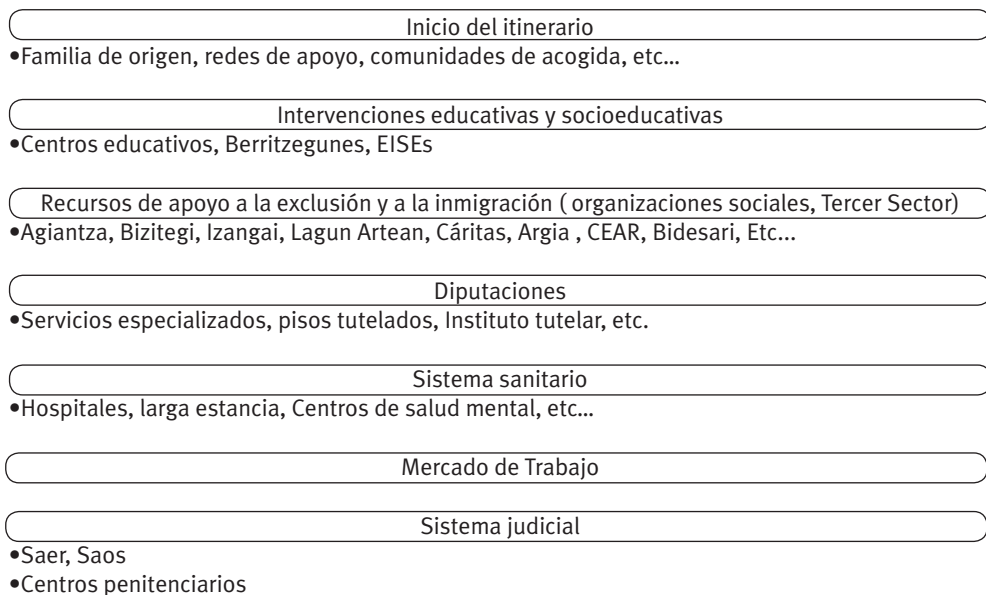 Inicio del itinerario
•Familia de origen, redes de apoyo, comunidades de acogida, etc...
Intervenciones educativas y socioeducativas
•Centros educativos, Berritzegunes, EISEs
Recursos de apoyo a la exclusión y a la inmigración ( organizaciones sociales, Tercer Sector)
•Agiantza, Bizitegi, Izangai, Lagun Artean, Cáritas, Argia , CEAR, Bidesari, Etc...
Diputaciones
•Servicios especializados, pisos tutelados, Instituto tutelar, etc.
Sistema sanitario
•Hospitales, larga estancia, Centros de salud mental, etc...
Mercado de Trabajo
Sistema judicial
•Saer, Saos
•Centros penitenciarios